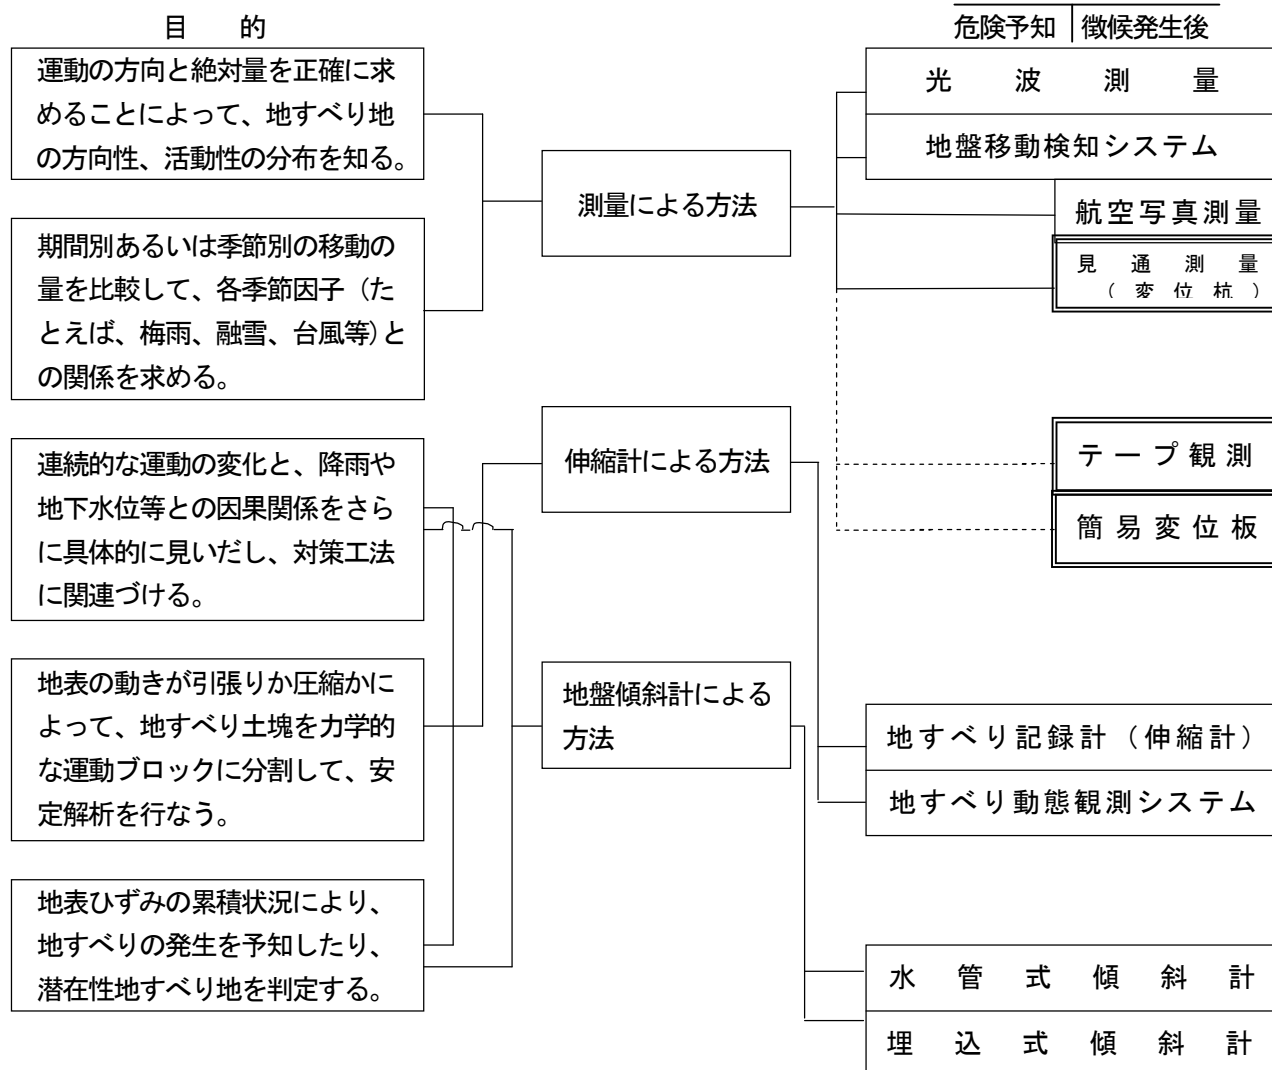 目 的
運動の方向と絶対量を正確に求
めることによって、地すべり地
の方向性、活動性の分布を知る。
期間別あるいは季節別の移動の
量を比較して、各季節因子（た
とえば、梅雨、融雪、台風等）と
の関係を求める。
連続的な運動の変化と、降雨や
地下水位等との因果関係をさら
に具体的に見いだし、対策工法
に関連づける。
地表の動きが引張りか圧縮かに
よって、地すべり土塊を力学的
な運動ブロックに分割して、安
定解析を行なう。
地表ひずみの累積状況により、
地すべりの発生を予知したり、
潜在性地すべり地を判定する。
測量による方法
伸縮計による方法
地盤傾斜計による
方法
危険予知 徴候発生後
光波測量
地盤移動検知システム
航空写真測量
見通測量
（変位杭）
テープ観測
簡易変位板
地すべり記録計（伸縮計）
地すべり動態観測システム
水管式傾斜計
埋込式傾斜計